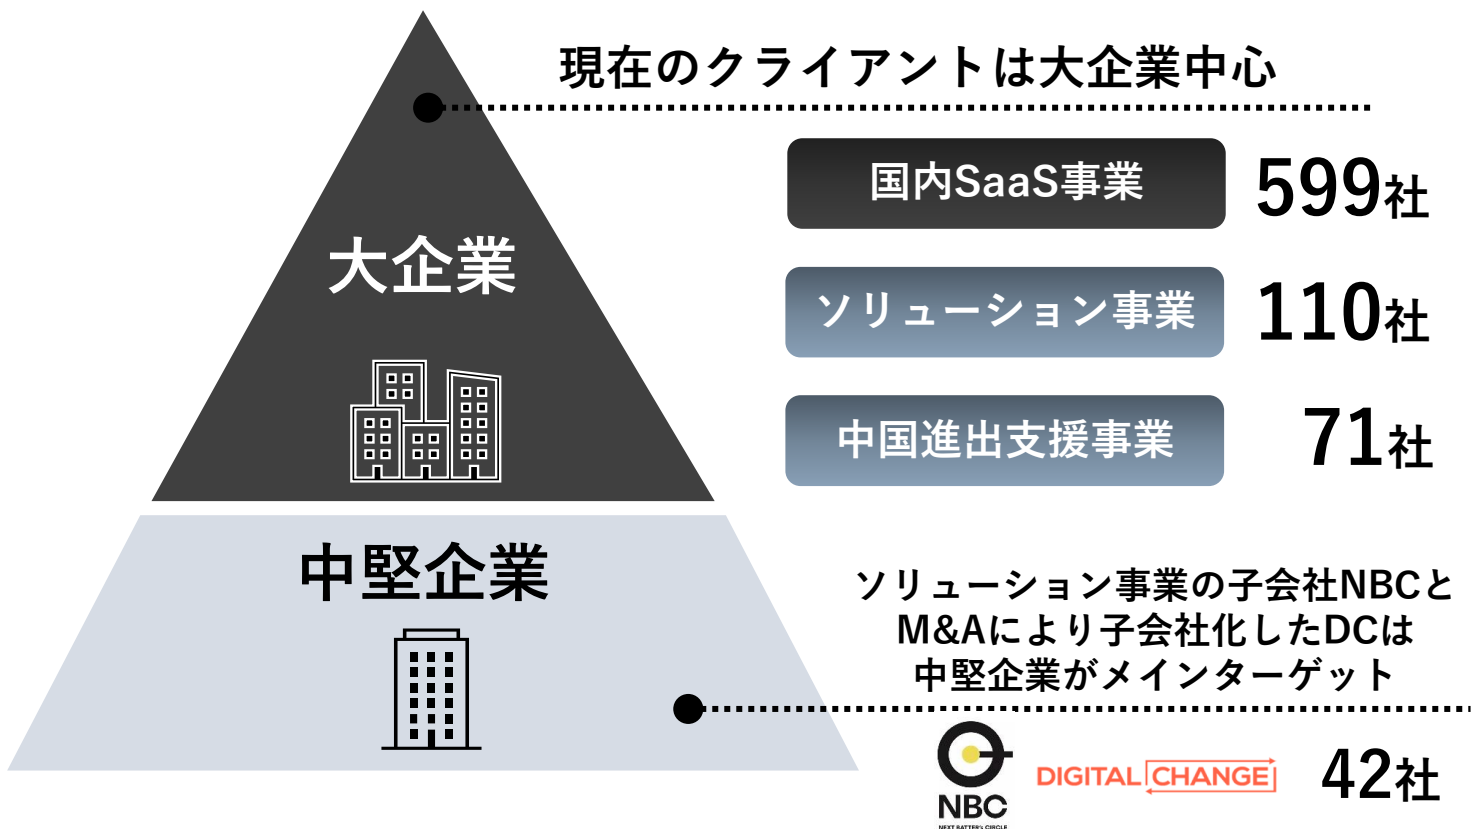 現在のクライアントは大企業中心
国内SaaS事業 599社
大企業
ソリューション事業 110社
中国進出支援事業 71社
中堅企業
ソリューション事業の子会社NBCと
M&Aにより子会社化したDCは
中堅企業がメインターゲット
NBC
NEXT BATTER's CIRCLE
DIGITAL CHANGE
42社